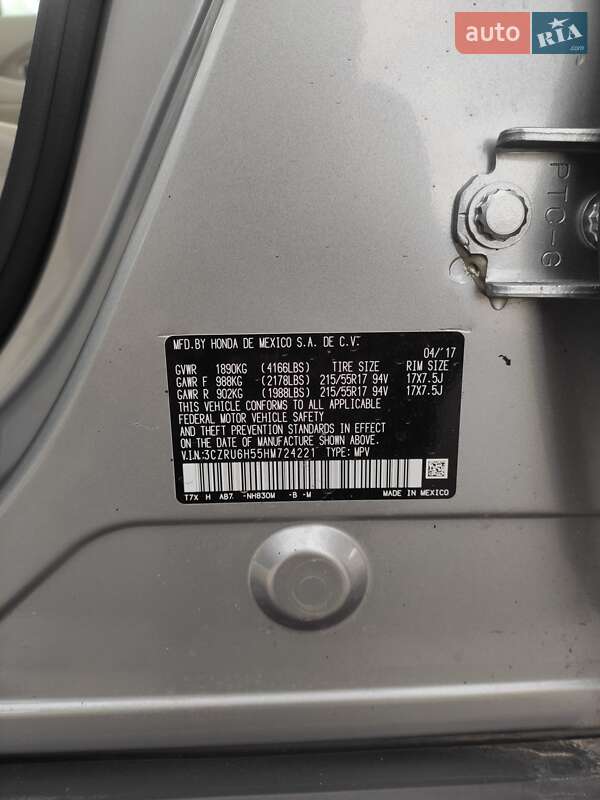 auto RIA.com
PTC-G
MFD.BY HONDA DE MEXICO S.A. DE C.V. 04/'17
GVWR 1890KG (4166LBS) TIRE SIZE RIM SIZE
GAWR F 988KG (2178LBS) 215/55R17 94V 17X7.5J
GAWR R 902KG (1988LBS) 215/55R17 94V 17X7.5J
THIS VEHICLE CONFORMS TO ALL APPLICABLE
FEDERAL MOTOR VEHICLE SAFETY
AND THEFT PREVENTION STANDARDS IN EFFECT
ON THE DATE OF MANUFACTURE SHOWN ABOVE.
V.I.N:3CZRU6H55HM724221 TYPE: MPV
T7X H AB7. -NH830M -B -M MADE IN MEXICO